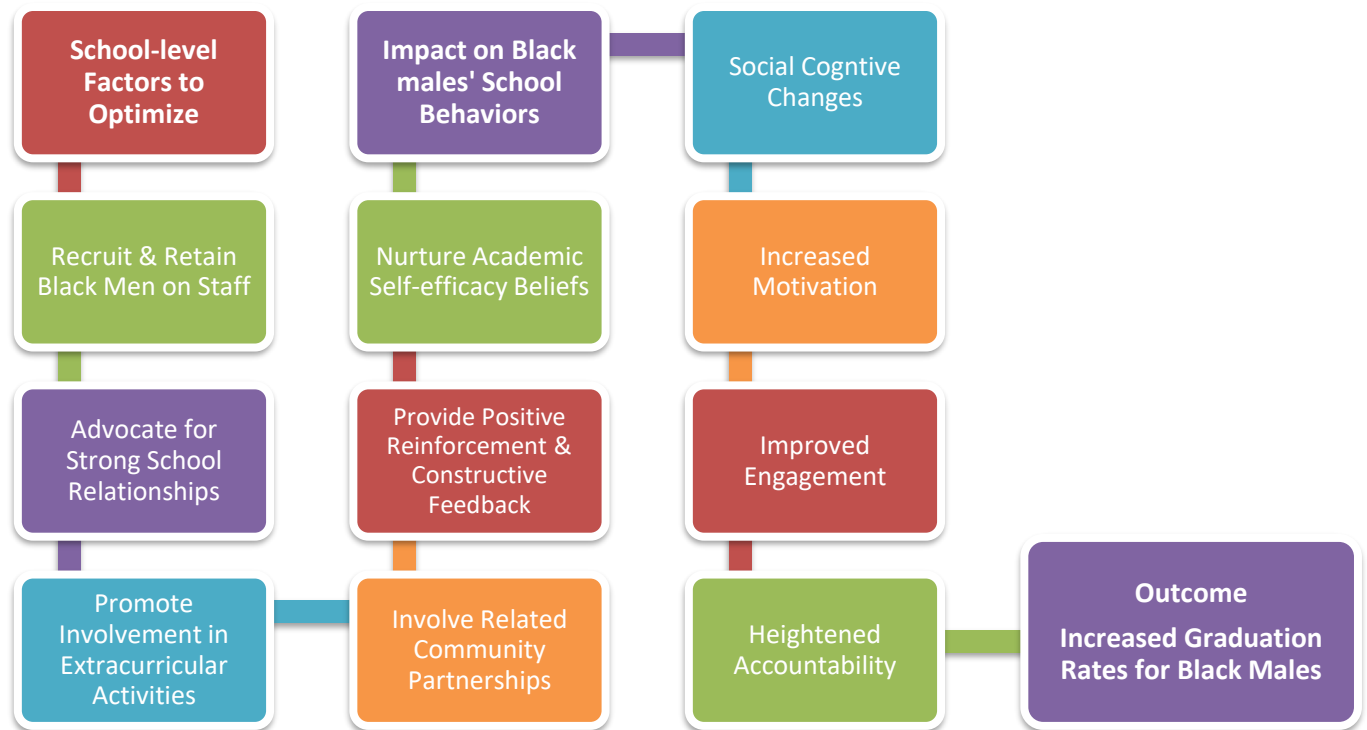 School-level
Factors to
Optimize
Recruit & Retain
Black Men on Staff
Advocate for
Strong School
Relationships
Promote
Involvement in
Extracurricular
Activities
Involve Related
Community
Partnerships
Provide Positive
Reinforcement &
Constructive
Feedback
Nurture Academic
Self-efficacy Beliefs
Impact on Black
males' School
Behaviors
Social Cogntive
Changes
Increased
Motivation
Improved
Engagement
Heightened
Accountability
Outcome
Increased Graduation
Rates for Black Males